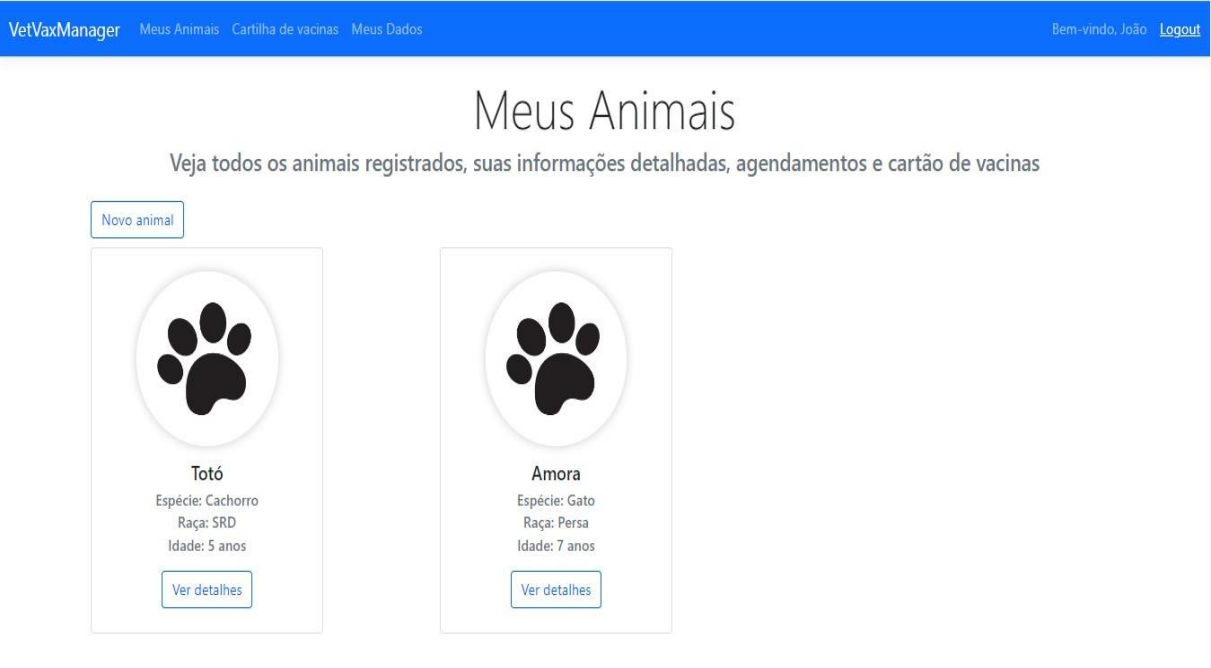 VetVaxManager Meus Animais Cartilha de vacinas Meus Dados Bem-vindo, João Logout
Meus Animais
Veja todos os animais registrados, suas informações detalhadas, agendamentos e cartão de vacinas
Novo animal
Totó
Espécie: Cachorro
Raça: SRD
Idade: 5 anos
Ver detalhes
Amora
Espécie: Gato
Raça: Persa
Idade: 7 anos
Ver detalhes